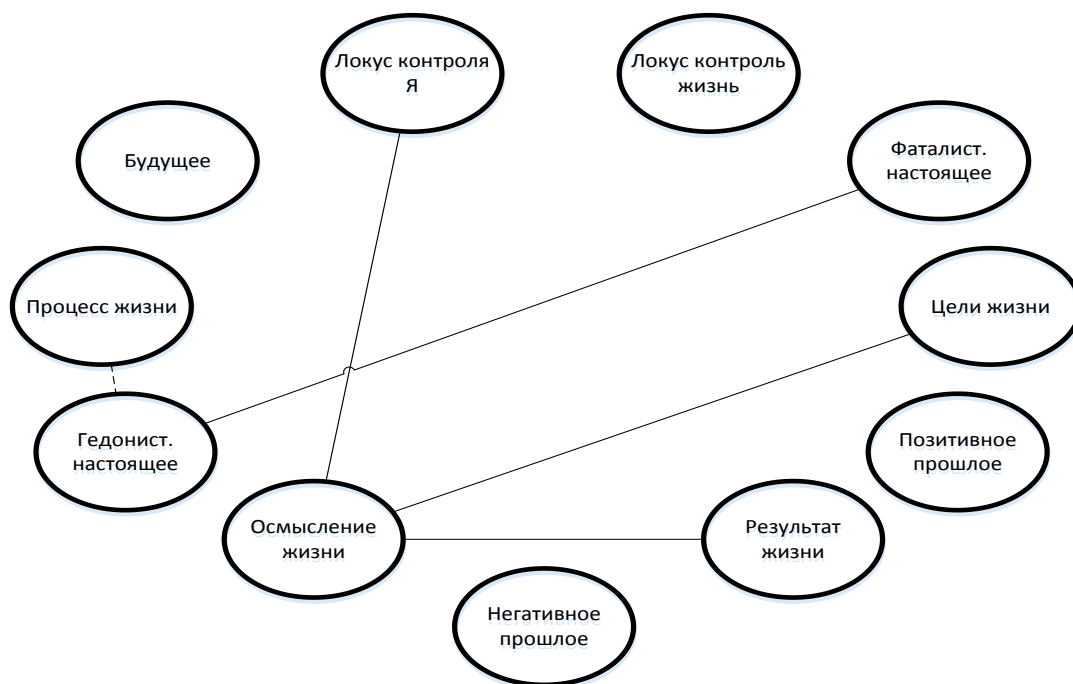 Локус контроля
Я
Локус контроль
жизнь
Будущее
Фаталист.
настоящее
Процесс жизни
Цели жизни
Гедонист.
настоящее
Позитивное
прошлое
Осмысление
жизни
Результат
жизни
Негативное
прошлое